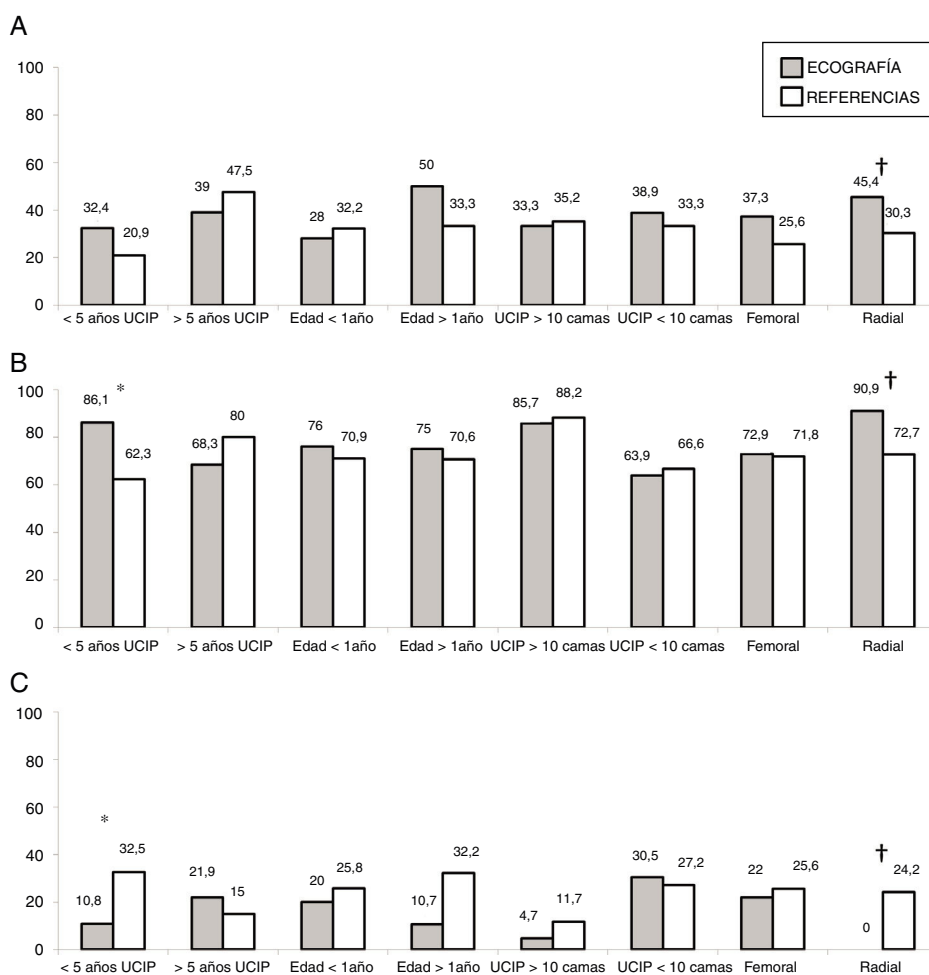 A
ECOGRAFÍA
REFERENCIAS
100
80
60
40
20
0
32,4
20,9
39
47,5
28
32,2
50
33,3
33,3
35,2
38,9
33,3
37,3
25,6
45,4
†
30,3
< 5 años UCIP
> 5 años UCIP
Edad < 1año
Edad > 1año
UCIP > 10 camas
UCIP < 10 camas
Femoral
Radial
B
100
80
60
40
20
0
86,1
*
62,3
68,3
80
76
70,9
75
70,6
85,7
88,2
63,9
66,6
72,9
71,8
90,9
†
72,7
< 5 años UCIP
> 5 años UCIP
Edad < 1año
Edad > 1año
UCIP > 10 camas
UCIP < 10 camas
Femoral
Radial
C
100
80
60
40
20
0
*
10,8
32,5
21,9
15
20
25,8
10,7
32,2
4,7
11,7
30,5
27,2
22
25,6
†
0
24,2
< 5 años UCIP
> 5 años UCIP
Edad < 1año
Edad > 1año
UCIP > 10 camas
UCIP < 10 camas
Femoral
Radial